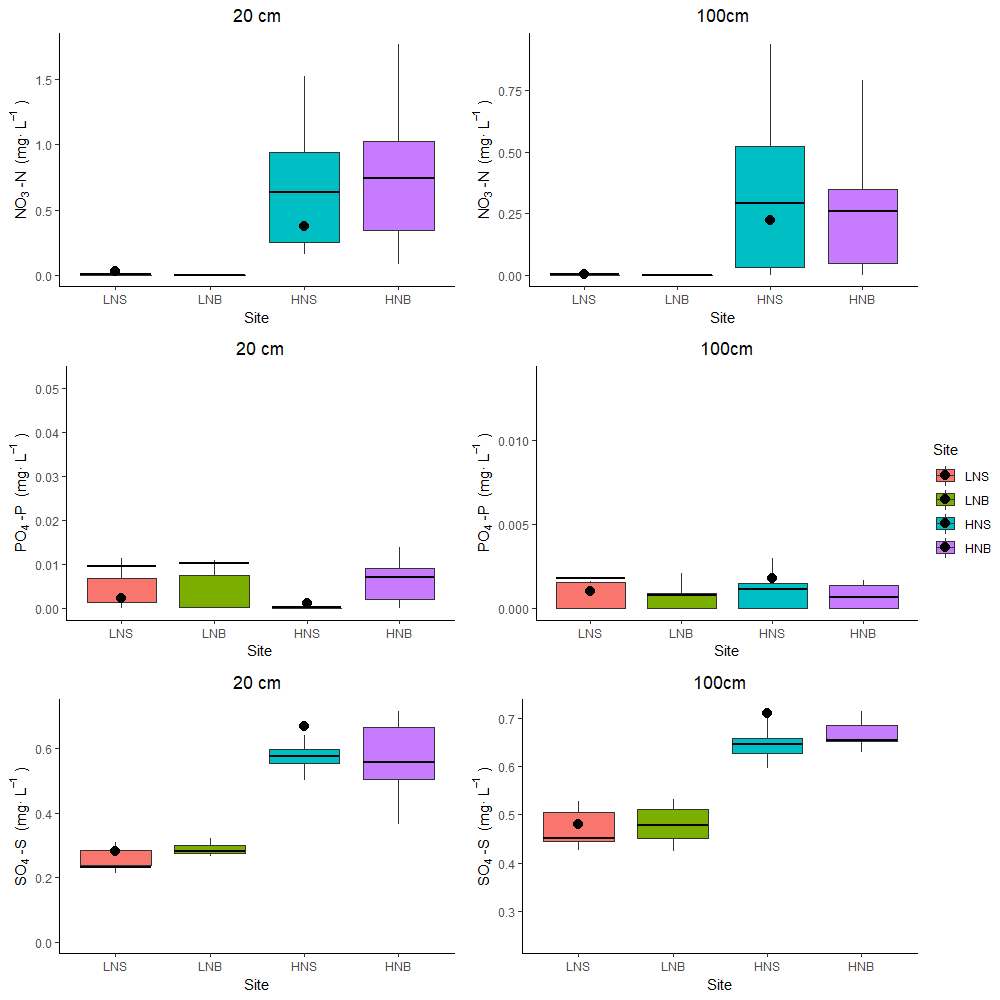 20 cm
NO₃ -N (mg· L⁻¹ )
1.5
1.0
0.5
0.0
LNS LNB HNS HNB
Site
100cm
NO₃ -N (mg· L⁻¹ )
0.75
0.50
0.25
0.00
LNS LNB HNS HNB
Site
20 cm
PO₄ -P (mg· L⁻¹ )
0.05
0.04
0.03
0.02
0.01
0.00
LNS LNB HNS HNB
Site
100cm
PO₄ -P (mg· L⁻¹ )
0.010
0.005
0.000
LNS LNB HNS HNB
Site
Site
LNS
LNB
HNS
HNB
20 cm
SO₄ -S (mg· L⁻¹ )
0.6
0.4
0.2
0.0
LNS LNB HNS HNB
Site
100cm
SO₄ -S (mg· L⁻¹ )
0.7
0.6
0.5
0.4
0.3
LNS LNB HNS HNB
Site